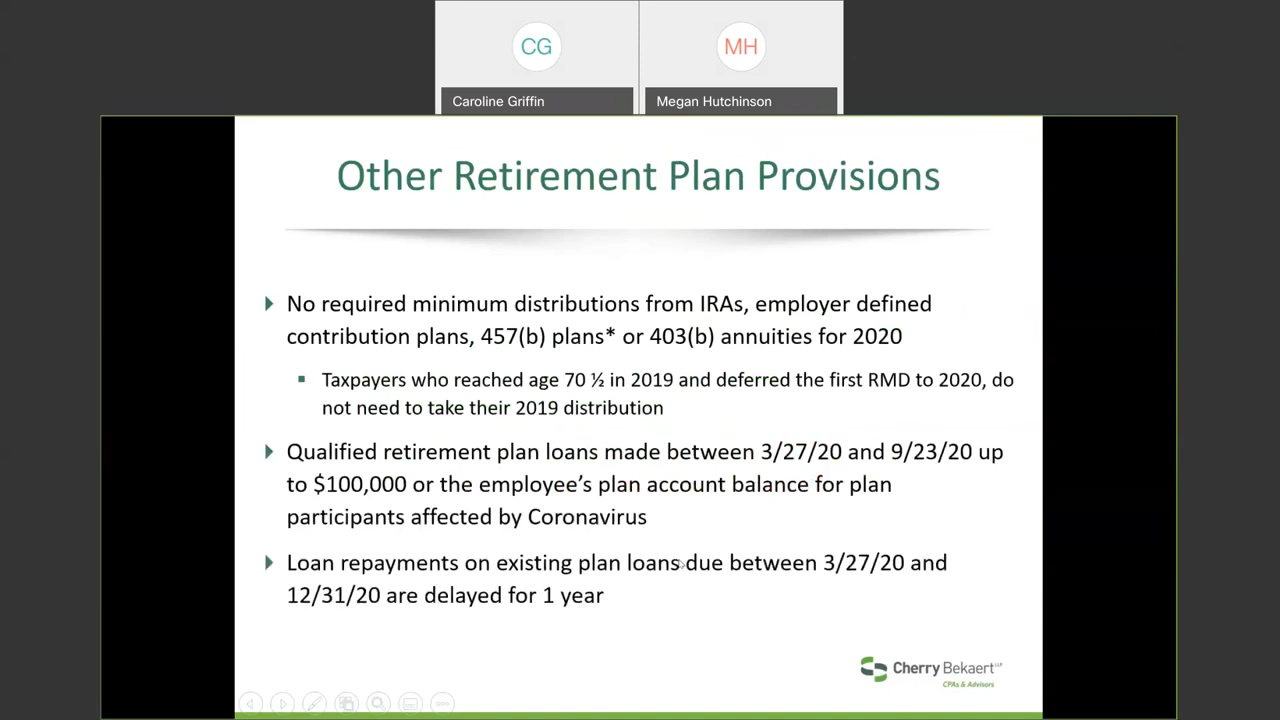 CG
MH
Caroline Griffin
Megan Hutchinson
Other Retirement Plan Provisions
No required minimum distributions from IRAs, employer defined
contribution plans, 457(b) plans* or 403(b) annuities for 2020
Taxpayers who reached age 70 ½ in 2019 and deferred the first RMD to 2020, do
not need to take their 2019 distribution
Qualified retirement plan loans made between 3/27/20 and 9/23/20 up
to $100,000 or the employee’s plan account balance for plan
participants affected by Coronavirus
Loan repayments on existing plan loans due between 3/27/20 and
12/31/20 are delayed for 1 year
Cherry Bekaert LLP
CPAs & Advisors